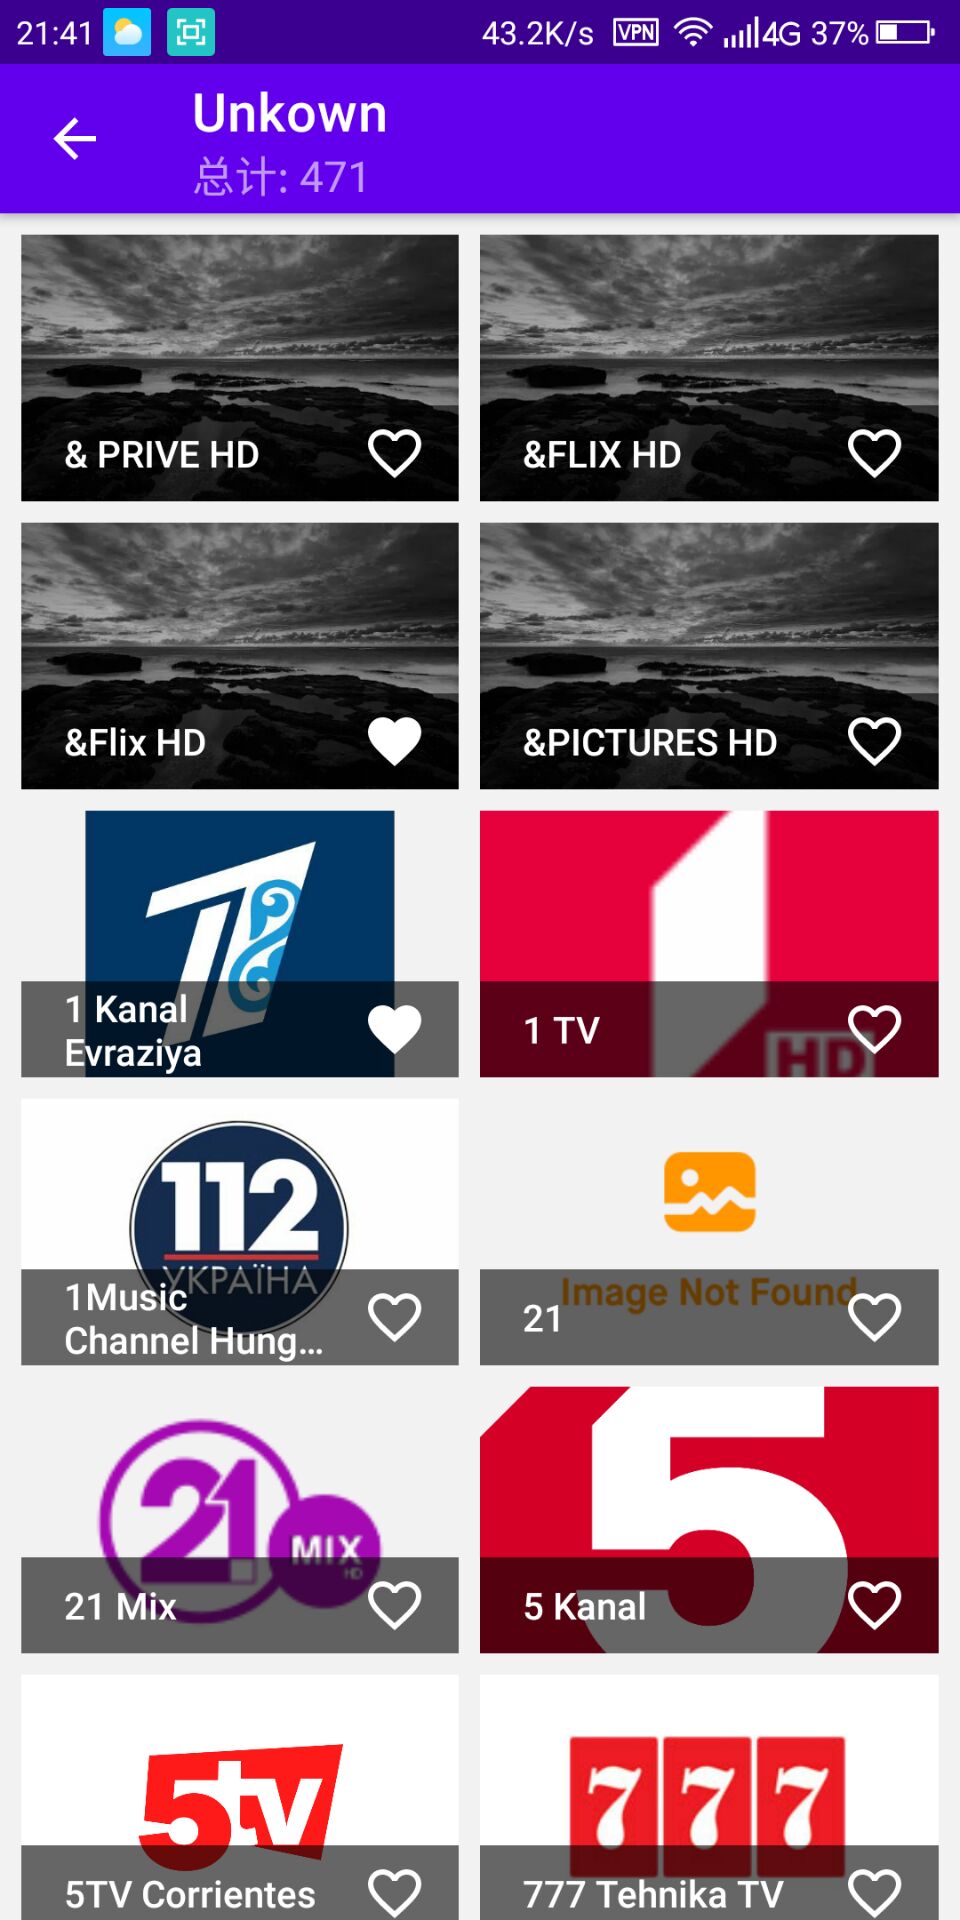 21:41 43.2K/s VPN 4G 37%
Unkown
总计: 471
& PRIVE HD
&FLIX HD
&Flix HD
&PICTURES HD
1 Kanal
Evraziya
HD
1 TV
112
УКРАЇНА
1Music
Channel Hung...
Image Not Found
21
21 MIX HD
21 Mix
5
5 Kanal
5tv
5TV Corrientes
777
777 Tehnika TV